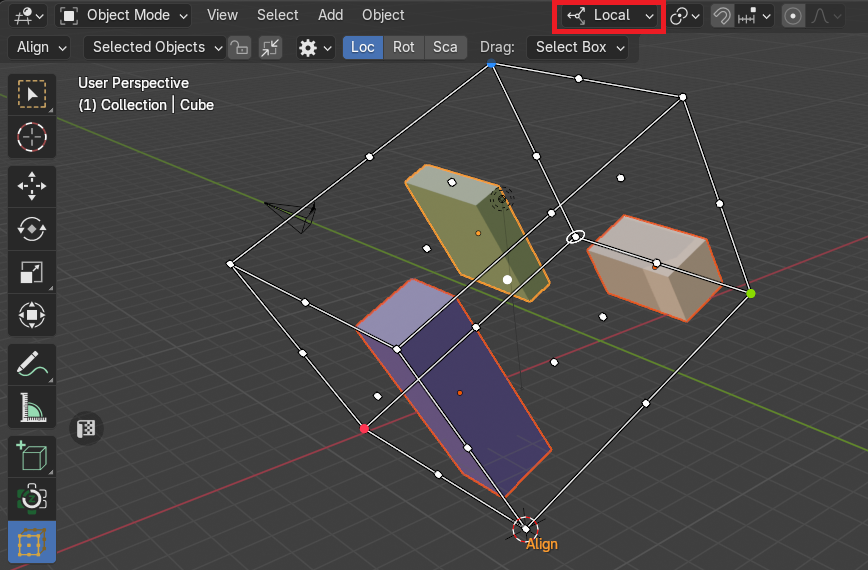 Object Mode View Select Add Object Local
Align Selected Objects Loc Rot Sca Drag: Select Box
User Perspective
(1) Collection | Cube
Align